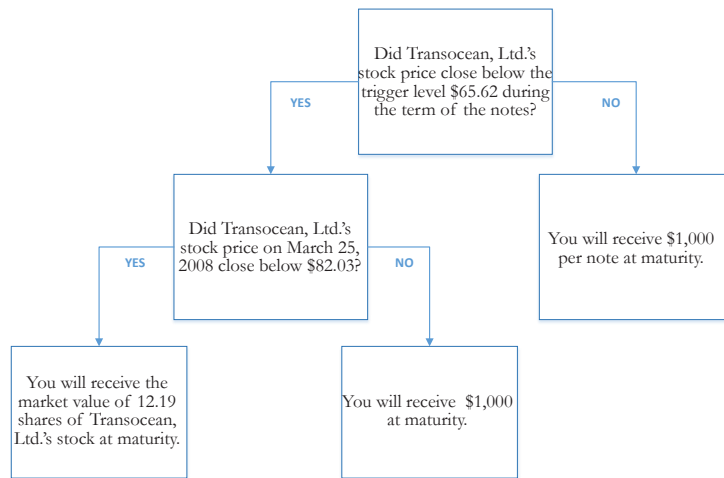 Did Transocean, Ltd.'s
stock price close below the
trigger level $65.62 during
the term of the notes?
YES
NO
Did Transocean, Ltd.'s
stock price on March 25,
2008 close below $82.03?
You will receive $1,000
per note at maturity.
YES
NO
You will receive the
market value of 12.19
shares of Transocean,
Ltd.'s stock at maturity.
You will receive $1,000
at maturity.